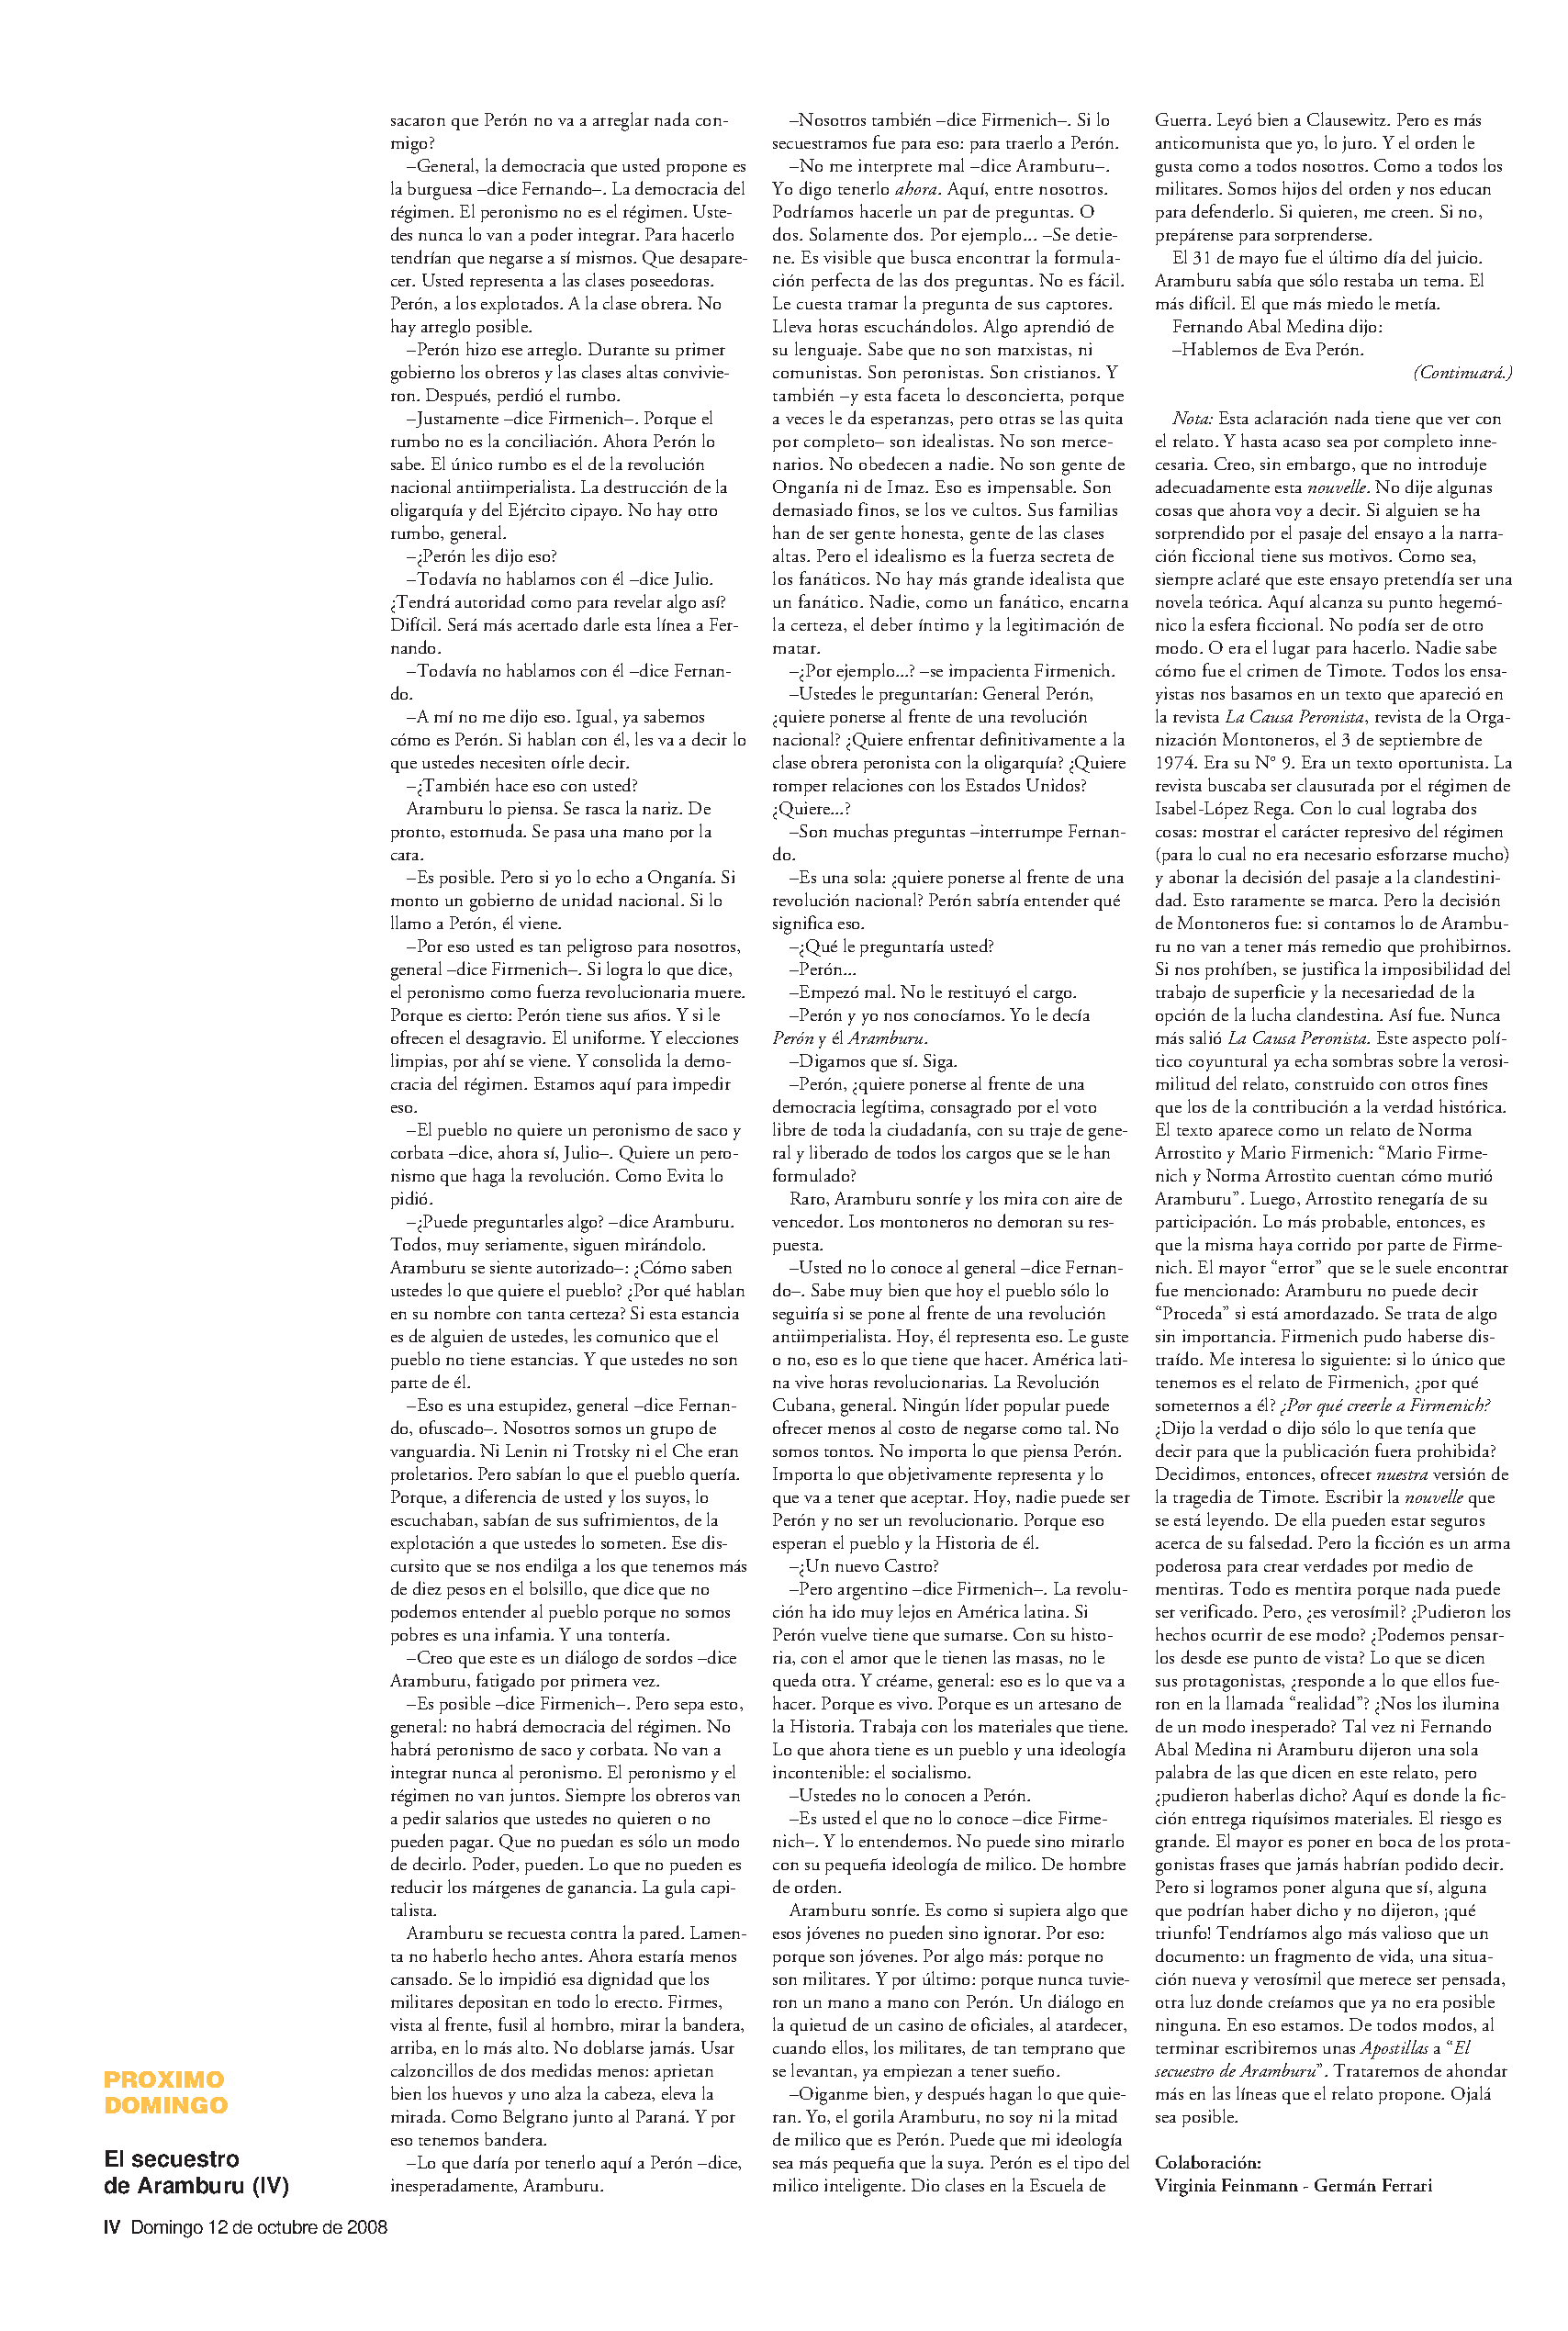 sacaron que Perón no va a arreglar nada con-
migo?
–General, la democracia que usted propone es
la burguesa –dice Fernando–. La democracia del
régimen. El peronismo no es el régimen. Uste-
des nunca lo van a poder integrar. Para hacerlo
tendrían que negarse a sí mismos. Que desapare-
cer. Usted representa a las clases poseedoras.
Perón, a los explotados. A la clase obrera. No
hay arreglo posible.
–Perón hizo ese arreglo. Durante su primer
gobierno los obreros y las clases altas convivie-
ron. Después, perdió el rumbo.
–Justamente –dice Firmenich–. Porque el
rumbo no es la conciliación. Ahora Perón lo
sabe. El único rumbo es el de la revolución
nacional antiimperialista. La destrucción de la
oligarquía y del Ejército cipayo. No hay otro
rumbo, general.
–¿Perón les dijo eso?
–Todavía no hablamos con él –dice Julio.
¿Tendrá autoridad como para revelar algo así?
Difícil. Será más acertado darle esta línea a Fer-
nando.
–Todavía no hablamos con él –dice Fernan-
do.
–A mí no me dijo eso. Igual, ya sabemos
cómo es Perón. Si hablan con él, les va a decir lo
que ustedes necesiten oírle decir.
–¿También hace eso con usted?
Aramburu lo piensa. Se rasca la nariz. De
pronto, estornuda. Se pasa una mano por la
cara.
–Es posible. Pero si yo lo echo a Onganía. Si
monto un gobierno de unidad nacional. Si lo
llamo a Perón, él viene.
–Por eso usted es tan peligroso para nosotros,
general –dice Firmenich–. Si logra lo que dice,
el peronismo como fuerza revolucionaria muere.
Porque es cierto: Perón tiene sus años. Y si le
ofrecen el desagravio. El uniforme. Y elecciones
limpias, por ahí se viene. Y consolida la demo-
cracia del régimen. Estamos aquí para impedir
eso.
–El pueblo no quiere un peronismo de saco y
corbata –dice, ahora sí, Julio–. Quiere un pero-
nismo que haga la revolución. Como Evita lo
pidió.
–¿Puede preguntarles algo? –dice Aramburu.
Todos, muy seriamente, siguen mirándolo.
Aramburu se siente autorizado–: ¿Cómo saben
ustedes lo que quiere el pueblo? ¿Por qué hablan
en su nombre con tanta certeza? Si esta estancia
es de alguien de ustedes, les comunico que el
pueblo no tiene estancias. Y que ustedes no son
parte de él.
–Eso es una estupidez, general –dice Fernan-
do, ofuscado–. Nosotros somos un grupo de
vanguardia. Ni Lenin ni Trotsky ni el Che eran
proletarios. Pero sabían lo que el pueblo quería.
Porque, a diferencia de usted y los suyos, lo
escuchaban, sabían de sus sufrimientos, de la
explotación a que ustedes lo someten. Ese dis-
cursito que se nos endilga a los que tenemos más
de diez pesos en el bolsillo, que dice que no
podemos entender al pueblo porque no somos
pobres es una infamia. Y una tontería.
–Creo que este es un diálogo de sordos –dice
Aramburu, fatigado por primera vez.
–Es posible –dice Firmenich–. Pero sepa esto,
general: no habrá democracia del régimen. No
habrá peronismo de saco y corbata. No van a
integrar nunca al peronismo. El peronismo y el
régimen no van juntos. Siempre los obreros van
a pedir salarios que ustedes no quieren o no
pueden pagar. Que no puedan es sólo un modo
de decirlo. Poder, pueden. Lo que no pueden es
reducir los márgenes de ganancia. La gula capi-
talista.
Aramburu se recuesta contra la pared. Lamen-
ta no haberlo hecho antes. Ahora estaría menos
cansado. Se lo impidió esa dignidad que los
militares depositan en todo lo erecto. Firmes,
vista al frente, fusil al hombro, mirar la bandera,
arriba, en lo más alto. No doblarse jamás. Usar
calzoncillos de dos medidas menos: aprietan
bien los huevos y uno alza la cabeza, eleva la
mirada. Como Belgrano junto al Paraná. Y por
eso tenemos bandera.
–Lo que daría por tenerlo aquí a Perón –dice,
inesperadamente, Aramburu.
–Nosotros también –dice Firmenich–. Si lo
secuestramos fue para eso: para traerlo a Perón.
–No me interprete mal –dice Aramburu–.
Yo digo tenerlo ahora. Aquí, entre nosotros.
Podríamos hacerle un par de preguntas. O
dos. Solamente dos. Por ejemplo... –Se detie-
ne. Es visible que busca encontrar la formula-
ción perfecta de las dos preguntas. No es fácil.
Le cuesta tramar la pregunta de sus captores.
Lleva horas escuchándolos. Algo aprendió de
su lenguaje. Sabe que no son marxistas, ni
comunistas. Son peronistas. Son cristianos. Y
también –y esta faceta lo desconcierta, porque
a veces le da esperanzas, pero otras se las quita
por completo– son idealistas. No son merce-
narios. No obedecen a nadie. No son gente de
Onganía ni de Imaz. Eso es impensable. Son
demasiado finos, se los ve cultos. Sus familias
han de ser gente honesta, gente de las clases
altas. Pero el idealismo es la fuerza secreta de
los fanáticos. No hay más grande idealista que
un fanático. Nadie, como un fanático, encarna
la certeza, el deber íntimo y la legitimación de
matar.
–¿Por ejemplo...? –se impacienta Firmenich.
–Ustedes le preguntarían: General Perón,
¿quiere ponerse al frente de una revolución
nacional? ¿Quiere enfrentar definitivamente a la
clase obrera peronista con la oligarquía? ¿Quiere
romper relaciones con los Estados Unidos?
¿Quiere...?
–Son muchas preguntas –interrumpe Fernan-
do.
–Es una sola: ¿quiere ponerse al frente de una
revolución nacional? Perón sabría entender qué
significa eso.
–¿Qué le preguntaría usted?
–Perón...
–Empezó mal. No le restituyó el cargo.
–Perón y yo nos conocíamos. Yo le decía
Perón y él Aramburu.
–Digamos que sí. Siga.
–Perón, ¿quiere ponerse al frente de una
democracia legítima, consagrado por el voto
libre de toda la ciudadanía, con su traje de gene-
ral y liberado de todos los cargos que se le han
formulado?
Raro, Aramburu sonríe y los mira con aire de
vencedor. Los montoneros no demoran su res-
puesta.
–Usted no lo conoce al general –dice Fernan-
do–. Sabe muy bien que hoy el pueblo sólo lo
seguiría si se pone al frente de una revolución
antiimperialista. Hoy, él representa eso. Le guste
o no, eso es lo que tiene que hacer. América lati-
na vive horas revolucionarias. La Revolución
Cubana, general. Ningún líder popular puede
ofrecer menos al costo de negarse como tal. No
somos tontos. No importa lo que piensa Perón.
Importa lo que objetivamente representa y lo
que va a tener que aceptar. Hoy, nadie puede ser
Perón y no ser un revolucionario. Porque eso
esperan el pueblo y la Historia de él.
–¿Un nuevo Castro?
–Pero argentino –dice Firmenich–. La revolu-
ción ha ido muy lejos en América latina. Si
Perón vuelve tiene que sumarse. Con su histo-
ria, con el amor que le tienen las masas, no le
queda otra. Y créame, general: eso es lo que va a
hacer. Porque es vivo. Porque es un artesano de
la Historia. Trabaja con los materiales que tiene.
Lo que ahora tiene es un pueblo y una ideología
incontenible: el socialismo.
–Ustedes no lo conocen a Perón.
–Es usted el que no lo conoce –dice Firme-
nich–. Y lo entendemos. No puede sino mirarlo
con su pequeña ideología de milico. De hombre
de orden.
Aramburu sonríe. Es como si supiera algo que
esos jóvenes no pueden sino ignorar. Por eso:
porque son jóvenes. Por algo más: porque no
son militares. Y por último: porque nunca tuvie-
ron un mano a mano con Perón. Un diálogo en
la quietud de un casino de oficiales, al atardecer,
cuando ellos, los militares, de tan temprano que
se levantan, ya empiezan a tener sueño.
–Oiganme bien, y después hagan lo que quie-
ran. Yo, el gorila Aramburu, no soy ni la mitad
de milico que es Perón. Puede que mi ideología
sea más pequeña que la suya. Perón es el tipo del
milico inteligente. Dio clases en la Escuela de
Guerra. Leyó bien a Clausewitz. Pero es más
anticomunista que yo, lo juro. Y el orden le
gusta como a todos nosotros. Como a todos los
militares. Somos hijos del orden y nos educan
para defenderlo. Si quieren, me creen. Si no,
prepárense para sorprenderse.
El 31 de mayo fue el último día del juicio.
Aramburu sabía que sólo restaba un tema. El
más difícil. El que más miedo le metía.
Fernando Abal Medina dijo:
–Hablemos de Eva Perón.
(Continuará.)
Nota: Esta aclaración nada tiene que ver con
el relato. Y hasta acaso sea por completo inne-
cesaria. Creo, sin embargo, que no introduje
adecuadamente esta nouvelle. No dije algunas
cosas que ahora voy a decir. Si alguien se ha
sorprendido por el pasaje del ensayo a la narra-
ción ficcional tiene sus motivos. Como sea,
siempre aclaré que este ensayo pretendía ser una
novela teórica. Aquí alcanza su punto hegemó-
nico la esfera ficcional. No podía ser de otro
modo. O era el lugar para hacerlo. Nadie sabe
cómo fue el crimen de Timote. Todos los ensa-
yistas nos basamos en un texto que apareció en
la revista La Causa Peronista, revista de la Orga-
nización Montoneros, el 3 de septiembre de
1974. Era su Nº 9. Era un texto oportunista. La
revista buscaba ser clausurada por el régimen de
Isabel-López Rega. Con lo cual lograba dos
cosas: mostrar el carácter represivo del régimen
(para lo cual no era necesario esforzarse mucho)
y abonar la decisión del pasaje a la clandestini-
dad. Esto raramente se marca. Pero la decisión
de Montoneros fue: si contamos lo de Arambu-
ru no van a tener más remedio que prohibirnos.
Si nos prohíben, se justifica la imposibilidad del
trabajo de superficie y la necesariedad de la
opción de la lucha clandestina. Así fue. Nunca
más salió La Causa Peronista. Este aspecto polí-
tico coyuntural ya echa sombras sobre la verosi-
militud del relato, construido con otros fines
que los de la contribución a la verdad histórica.
El texto aparece como un relato de Norma
Arrostito y Mario Firmenich: “Mario Firme-
nich y Norma Arrostito cuentan cómo murió
Aramburu”. Luego, Arrostito renegaría de su
participación. Lo más probable, entonces, es
que la misma haya corrido por parte de Firme-
nich. El mayor “error” que se le suele encontrar
fue mencionado: Aramburu no puede decir
“Proceda” si está amordazado. Se trata de algo
sin importancia. Firmenich pudo haberse dis-
traído. Me interesa lo siguiente: si lo único que
tenemos es el relato de Firmenich, ¿por qué
someternos a él? ¿Por qué creerle a Firmenich?
¿Dijo la verdad o dijo sólo lo que tenía que
decir para que la publicación fuera prohibida?
Decidimos, entonces, ofrecer nuestra versión de
la tragedia de Timote. Escribir la nouvelle que
se está leyendo. De ella pueden estar seguros
acerca de su falsedad. Pero la ficción es un arma
poderosa para crear verdades por medio de
mentiras. Todo es mentira porque nada puede
ser verificado. Pero, ¿es verosímil? ¿Pudieron los
hechos ocurrir de ese modo? ¿Podemos pensar-
los desde ese punto de vista? Lo que se dicen
sus protagonistas, ¿responde a lo que ellos fue-
ron en la llamada “realidad”? ¿Nos los ilumina
de un modo inesperado? Tal vez ni Fernando
Abal Medina ni Aramburu dijeron una sola
palabra de las que dicen en este relato, pero
¿pudieron haberlas dicho? Aquí es donde la fic-
ción entrega riquísimos materiales. El riesgo es
grande. El mayor es poner en boca de los prota-
gonistas frases que jamás habrían podido decir.
Pero si logramos poner alguna que sí, alguna
que podrían haber dicho y no dijeron, ¡qué
triunfo! Tendríamos algo más valioso que un
documento: un fragmento de vida, una situa-
ción nueva y verosímil que merece ser pensada,
otra luz donde creíamos que ya no era posible
ninguna. En eso estamos. De todos modos, al
terminar escribiremos unas Apostillas a “El
secuestro de Aramburu”. Trataremos de ahondar
más en las líneas que el relato propone. Ojalá
sea posible.
Colaboración:
Virginia Feinmann - Germán Ferrari
PROXIMO
DOMINGO
El secuestro
de Aramburu (IV)
IV Domingo 12 de octubre de 2008